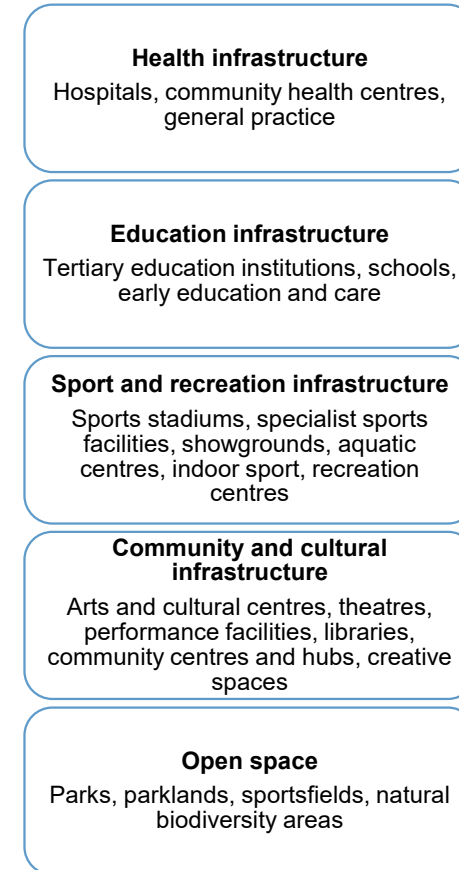 Health infrastructure
Hospitals, community health centres,
general practice
Education infrastructure
Tertiary education institutions, schools,
early education and care
Sport and recreation infrastructure
Sports stadiums, specialist sports
facilities, showgrounds, aquatic
centres, indoor sport, recreation
centres
Community and cultural
infrastructure
Arts and cultural centres, theatres,
performance facilities, libraries,
community centres and hubs, creative
spaces
Open space
Parks, parklands, sportsfields, natural
biodiversity areas